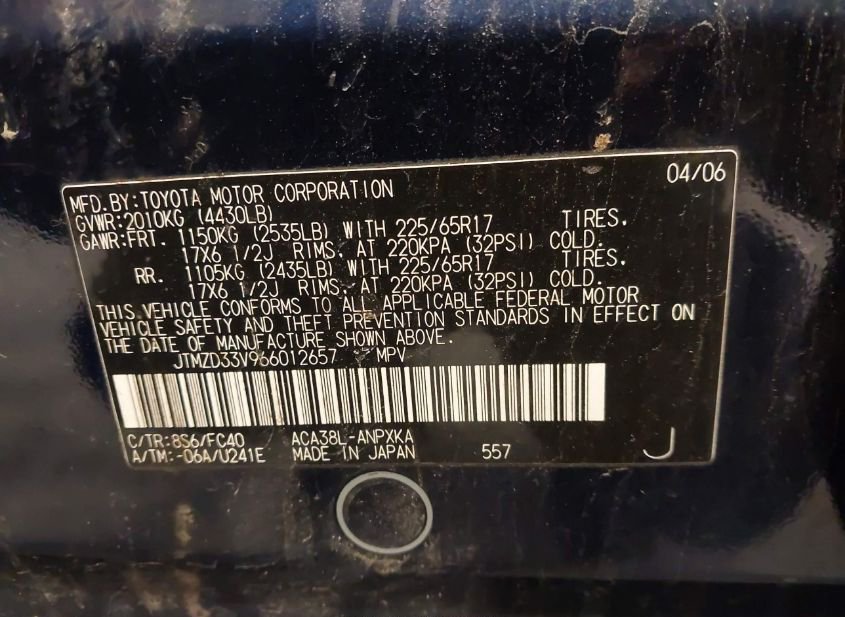 04/06
MFD.BY:TOYOTA MOTOR CORPORATION
GVWR:2010KG (4430LB)
GAWR:FRT. 1150KG (2535LB) WITH 225/65R17 TIRES.
17X6 1/2J RIMS. AT 220KPA (32PSI) COLD.
RR. 1105KG (2435LB) WITH 225/65R17 TIRES.
17X6 1/2J RIMS. AT 220KPA (32PSI) COLD.
THIS VEHICLE CONFORMS TO ALL APPLICABLE FEDERAL MOTOR
VEHICLE SAFETY AND THEFT PREVENTION STANDARDS IN EFFECT ON
THE DATE OF MANUFACTURE SHOWN ABOVE.
JTMZD33V966012657 MPV
C/TR:8S6/FC40 ACA38L-ANPXKA
A/TM:-06A/U241E MADE IN JAPAN 557 J